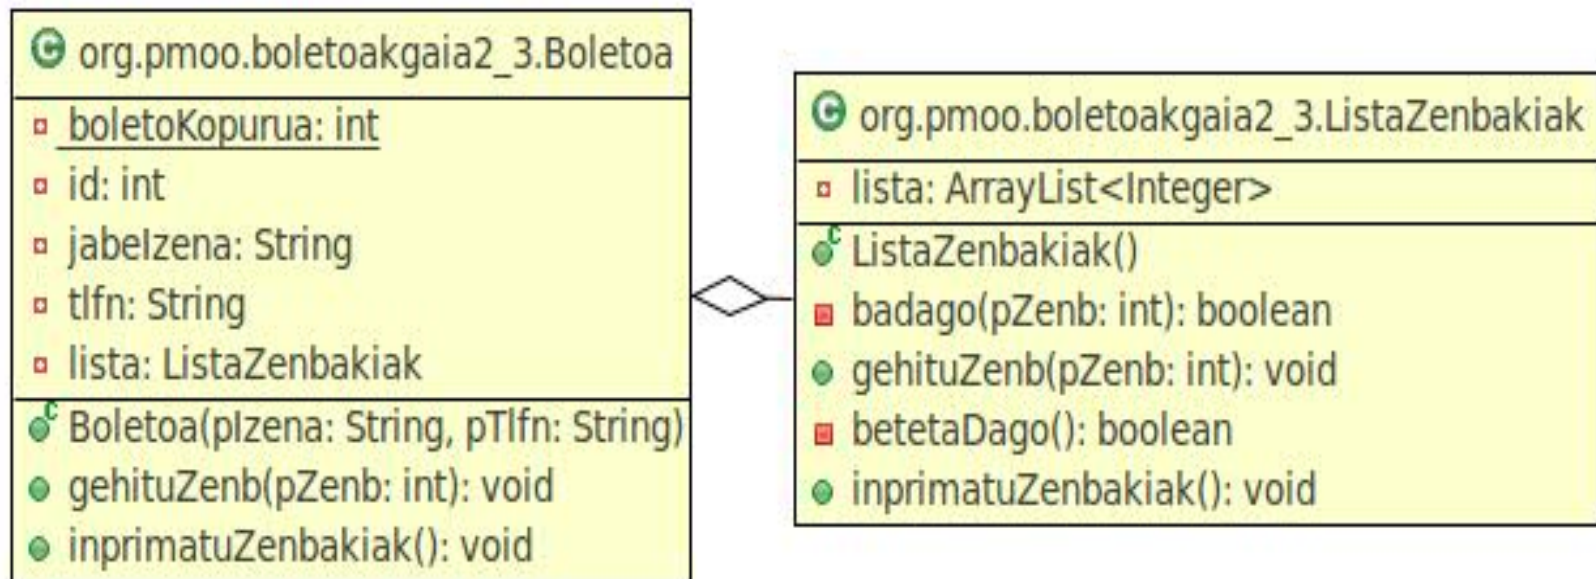 org.pmoo.boletoakgaia2_3.Boletoa
boletoKopurua: int
id: int
jabeIzena: String
tlfn: String
lista: ListaZenbakiak
Boletoa(pIzena: String, pTlfn: String)
gehituZenb(pZenb: int): void
inprimatuZenbakiak(): void
org.pmoo.boletoakgaia2_3.ListaZenbakiak
lista: ArrayList<Integer>
ListaZenbakiak()
badago(pZenb: int): boolean
gehituZenb(pZenb: int): void
betetaDago(): boolean
inprimatuZenbakiak(): void